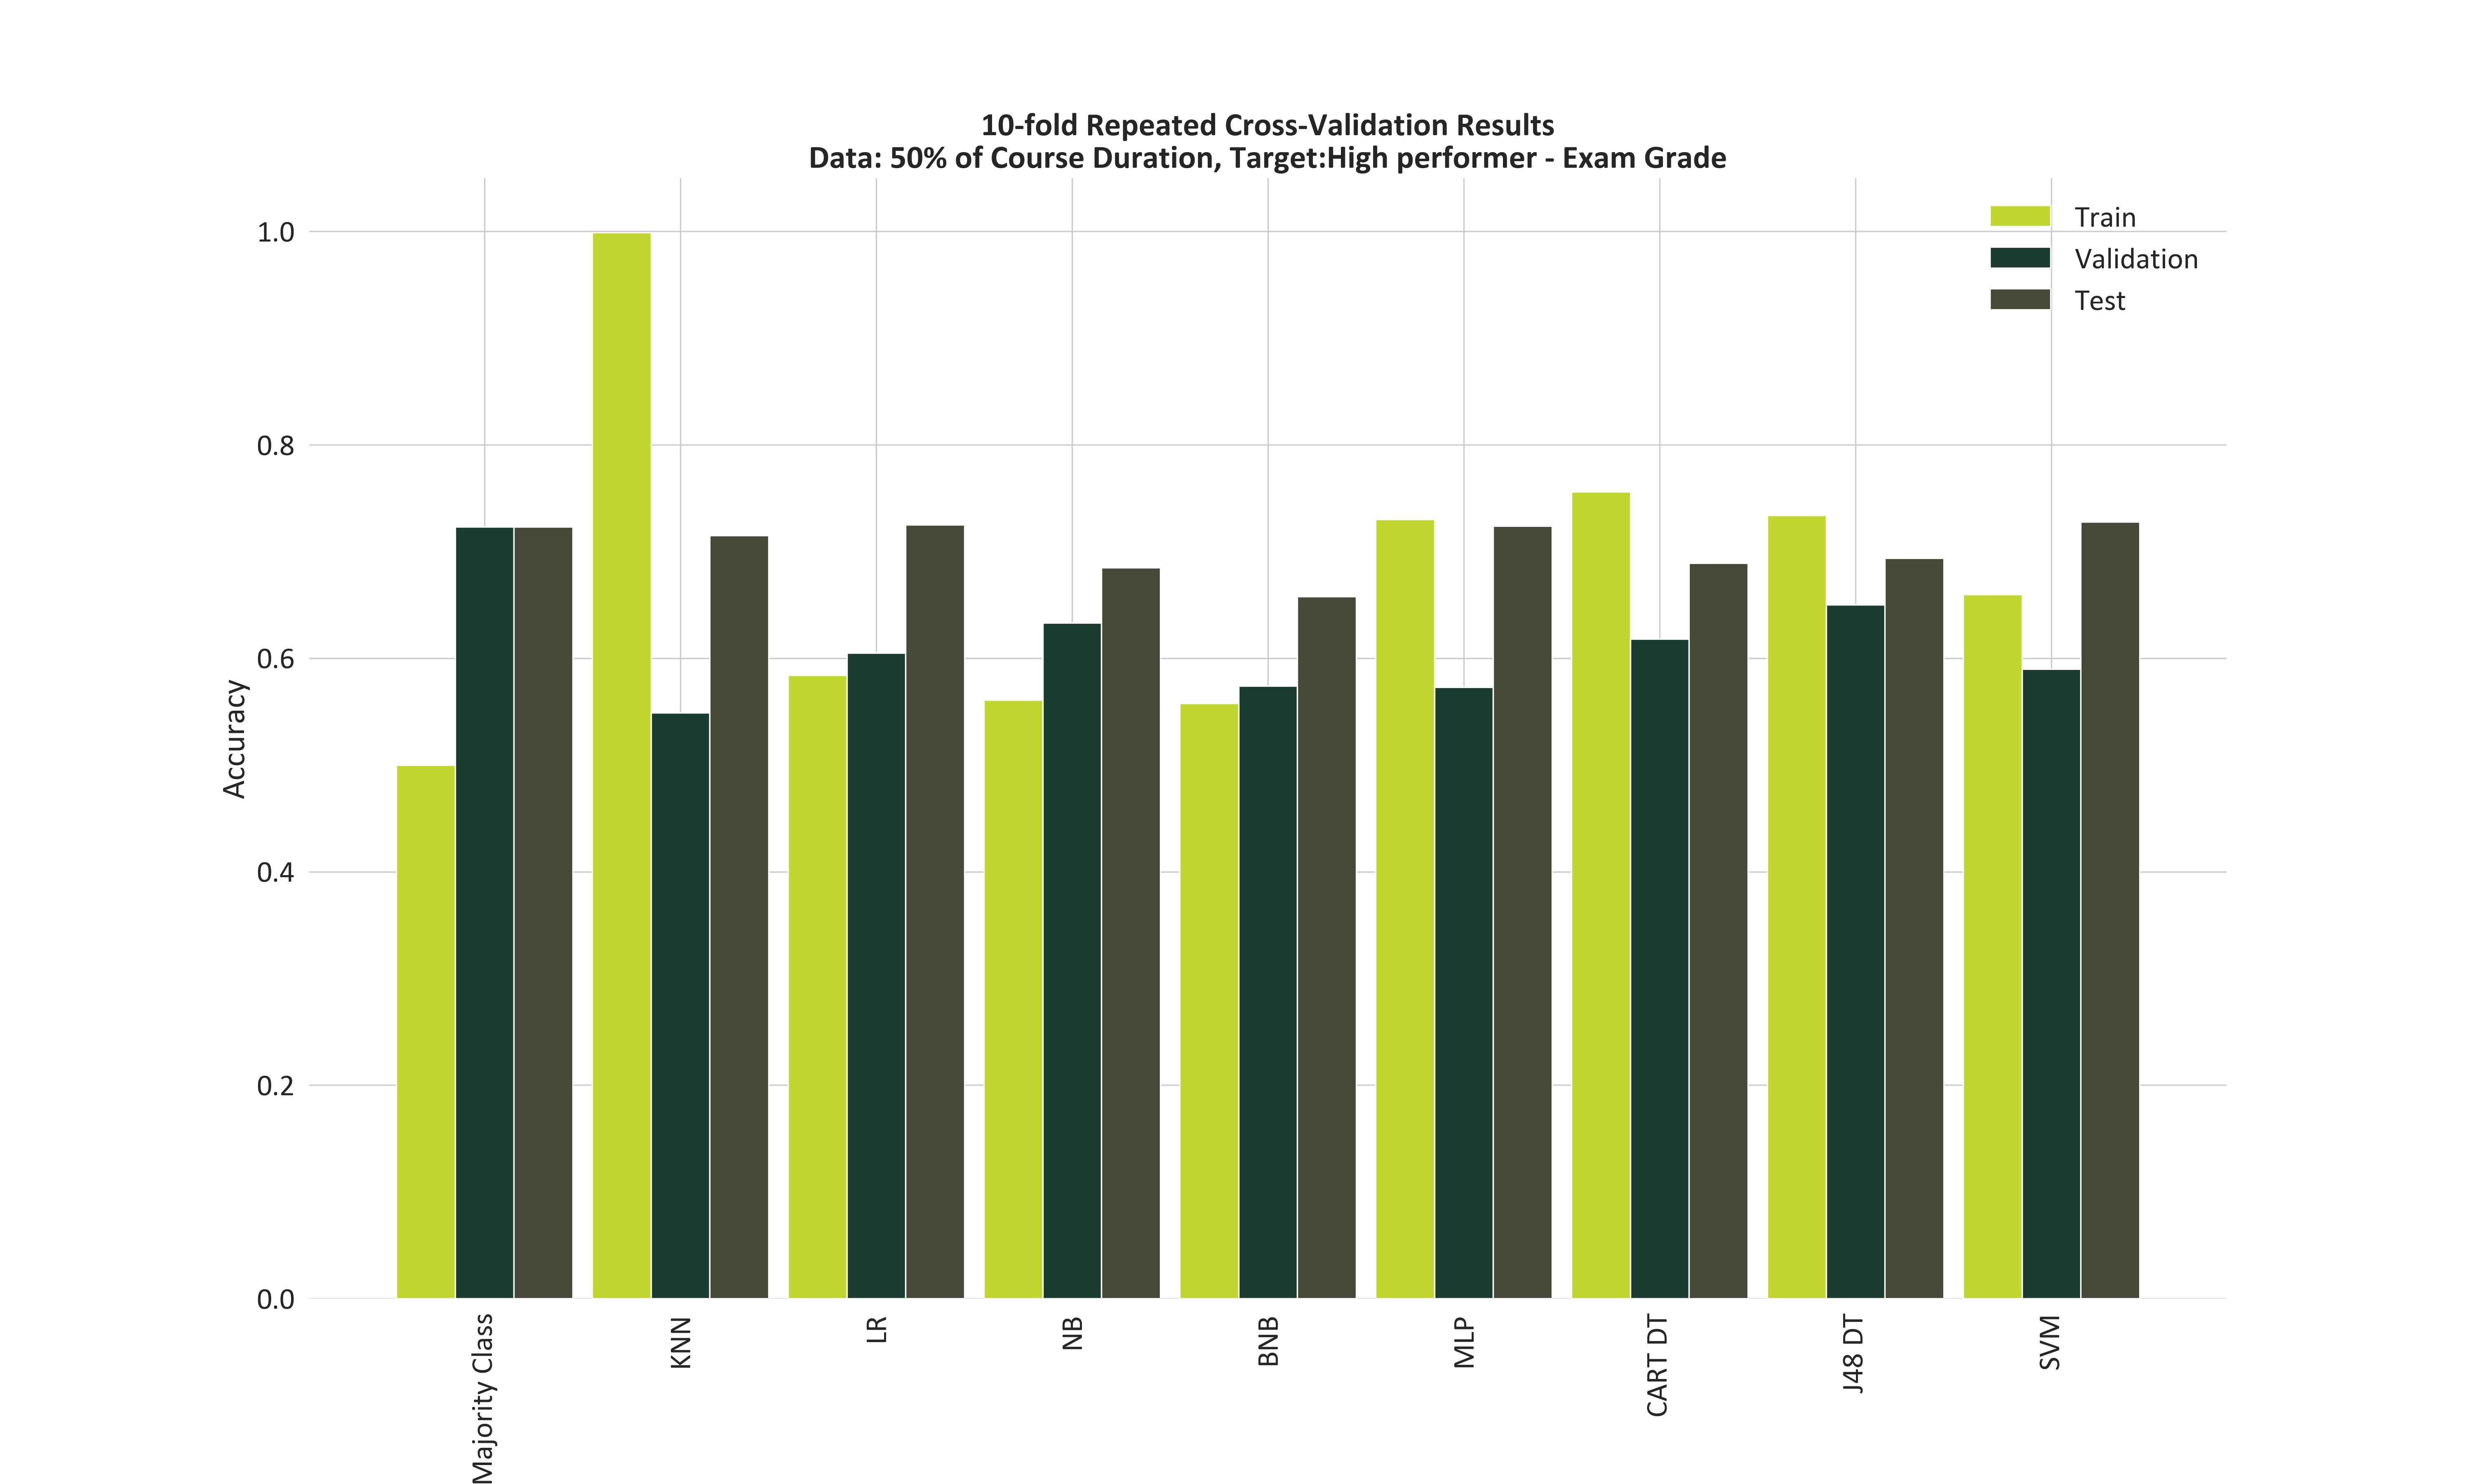 10-fold Repeated Cross-Validation Results
Data: 50% of Course Duration, Target:High performer - Exam Grade
Train
Validation
Test
Accuracy
1.0
0.8
0.6
0.4
0.2
0.0
Majority Class
KNN
LR
NB
BNB
MLP
CART DT
J48 DT
SVM